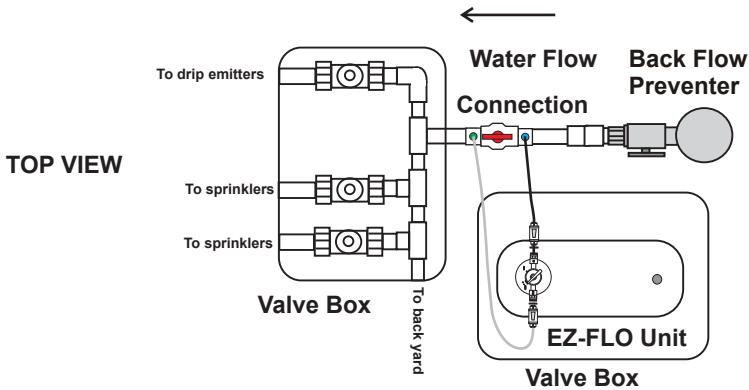 Water Flow
Back Flow
Preventer
To drip emitters
Connection
TOP VIEW
To sprinklers
To sprinklers
Valve Box
To back yard
EZ-FLO Unit
Valve Box